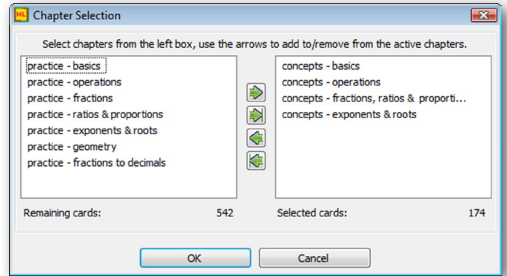 ML Chapter Selection
Select chapters from the left box, use the arrows to add to/remove from the active chapters.
practice - basics
practice - operations
practice - fractions
practice - ratios & proportions
practice - exponents & roots
practice - geometry
practice - fractions to decimals
concepts - basics
concepts - operations
concepts - fractions, ratios & proporti...
concepts - exponents & roots
Remaining cards: 542
Selected cards: 174
OK
Cancel